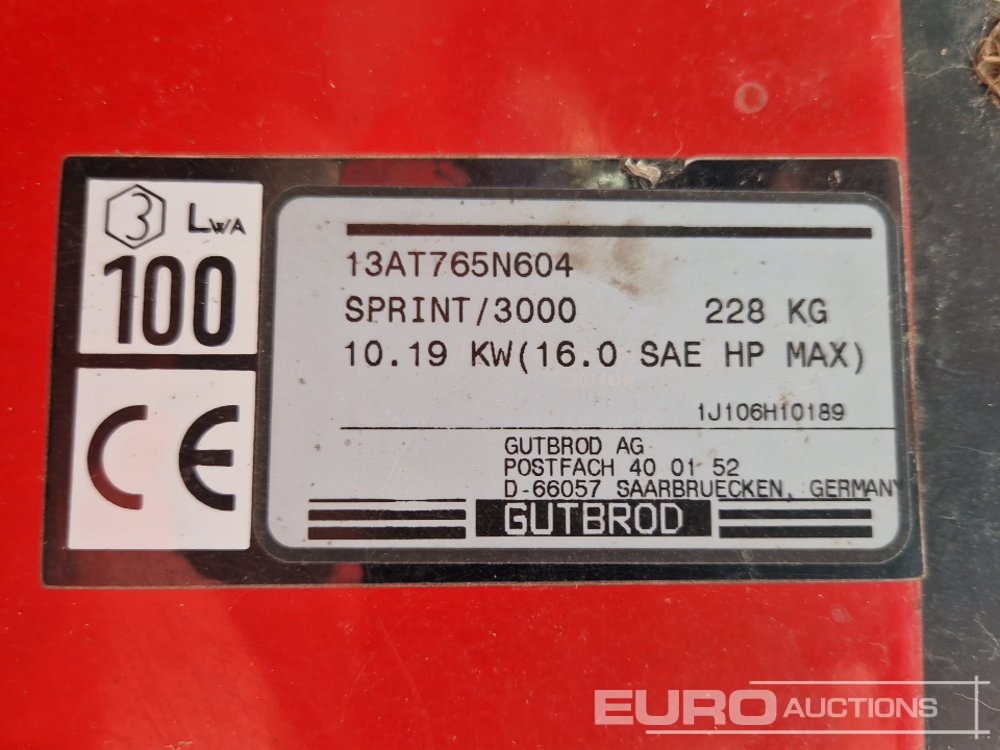 3 LWA
100
CE
13AT765N604
SPRINT/3000 228 KG
10.19 KW(16.0 SAE HP MAX)
1J106H10189
GUTBROD AG
POSTFACH 40 01 52
D-66057 SAARBRUECKEN, GERMANY
GUTBROD
EURO AUCTIONS